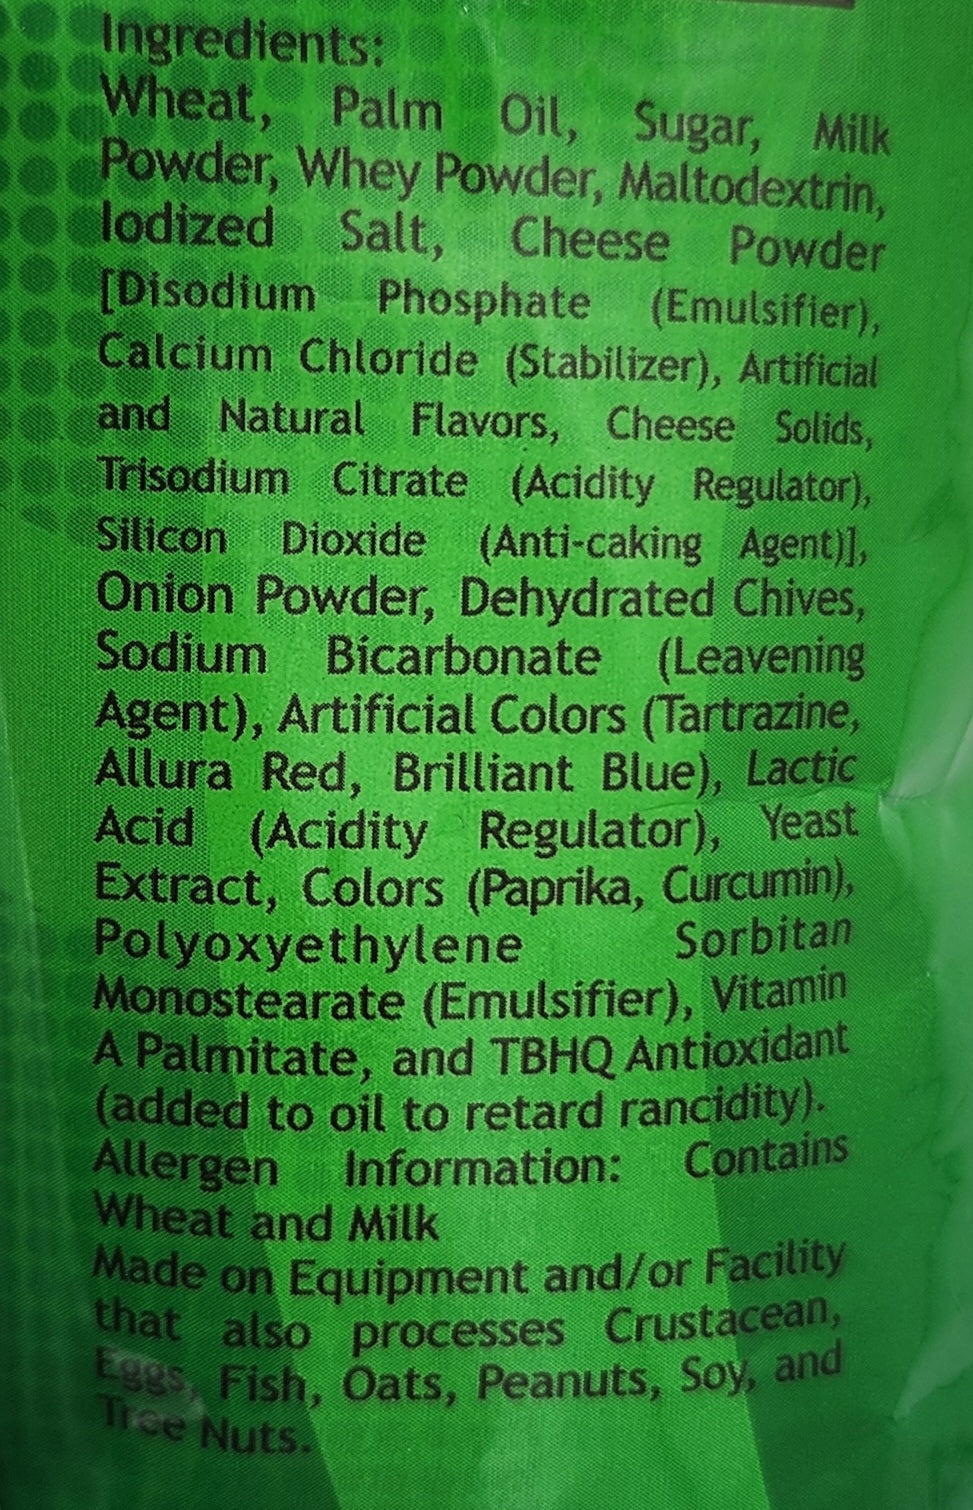 Ingredients:
Wheat, Palm Oil, Sugar, Milk
Powder, Whey Powder, Maltodextrin,
Iodized Salt, Cheese Powder
[Disodium Phosphate (Emulsifier),
Calcium Chloride (Stabilizer), Artificial
and Natural Flavors, Cheese Solids,
Trisodium Citrate (Acidity Regulator),
Silicon Dioxide (Anti-caking Agent)],
Onion Powder, Dehydrated Chives,
Sodium Bicarbonate (Leavening
Agent), Artificial Colors (Tartrazine,
Allura Red, Brilliant Blue), Lactic
Acid (Acidity Regulator), Yeast
Extract, Colors (Paprika, Curcumin),
Polyoxyethylene Sorbitan
Monostearate (Emulsifier), Vitamin
A Palmitate, and TBHQ Antioxidant
(added to oil to retard rancidity).
Allergen Information: Contains
Wheat and Milk
Made on Equipment and/or Facility
that also processes Crustacean,
Eggs, Fish, Oats, Peanuts, Soy, and
Tree Nuts.